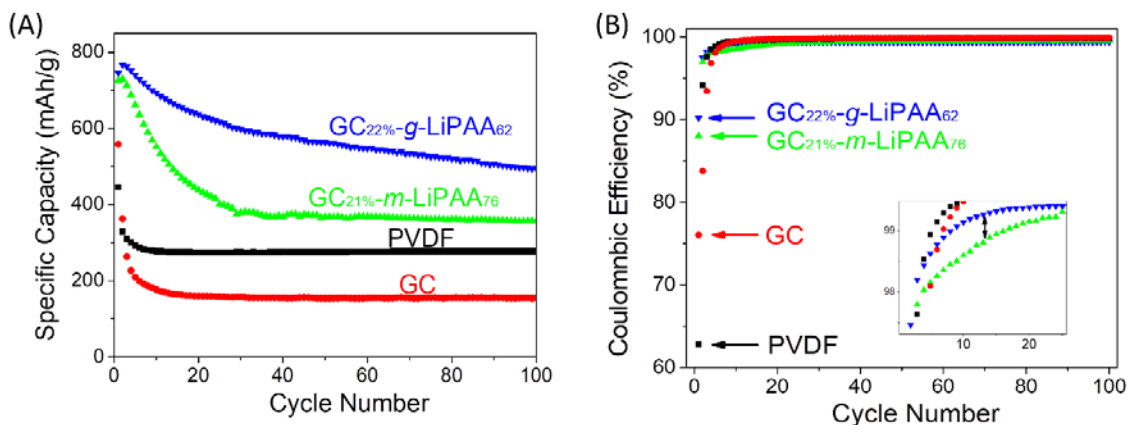 (A)
Specific Capacity (mAh/g)
800
600
400
200
0
0 20 40 60 80 100
Cycle Number
GC22%-g-LiPAA62
GC21%-m-LiPAA76
PVDF
GC
(B)
Coulomnbic Efficiency (%)
100
90
80
70
60
0 20 40 60 80 100
Cycle Number
GC22%-g-LiPAA62
GC21%-m-LiPAA76
GC
PVDF
99
98
10 20